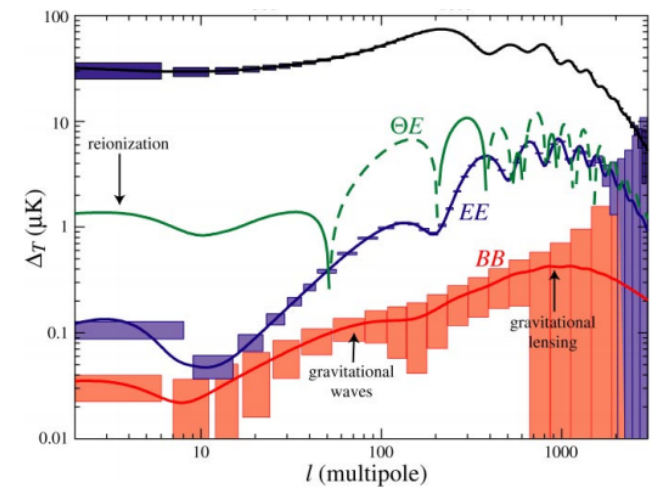 100
10
1
0.1
0.01
Δ_T (μK)
reionization
ΘE
EE
BB
gravitational
waves
gravitational
lensing
10
100
1000
l (multipole)